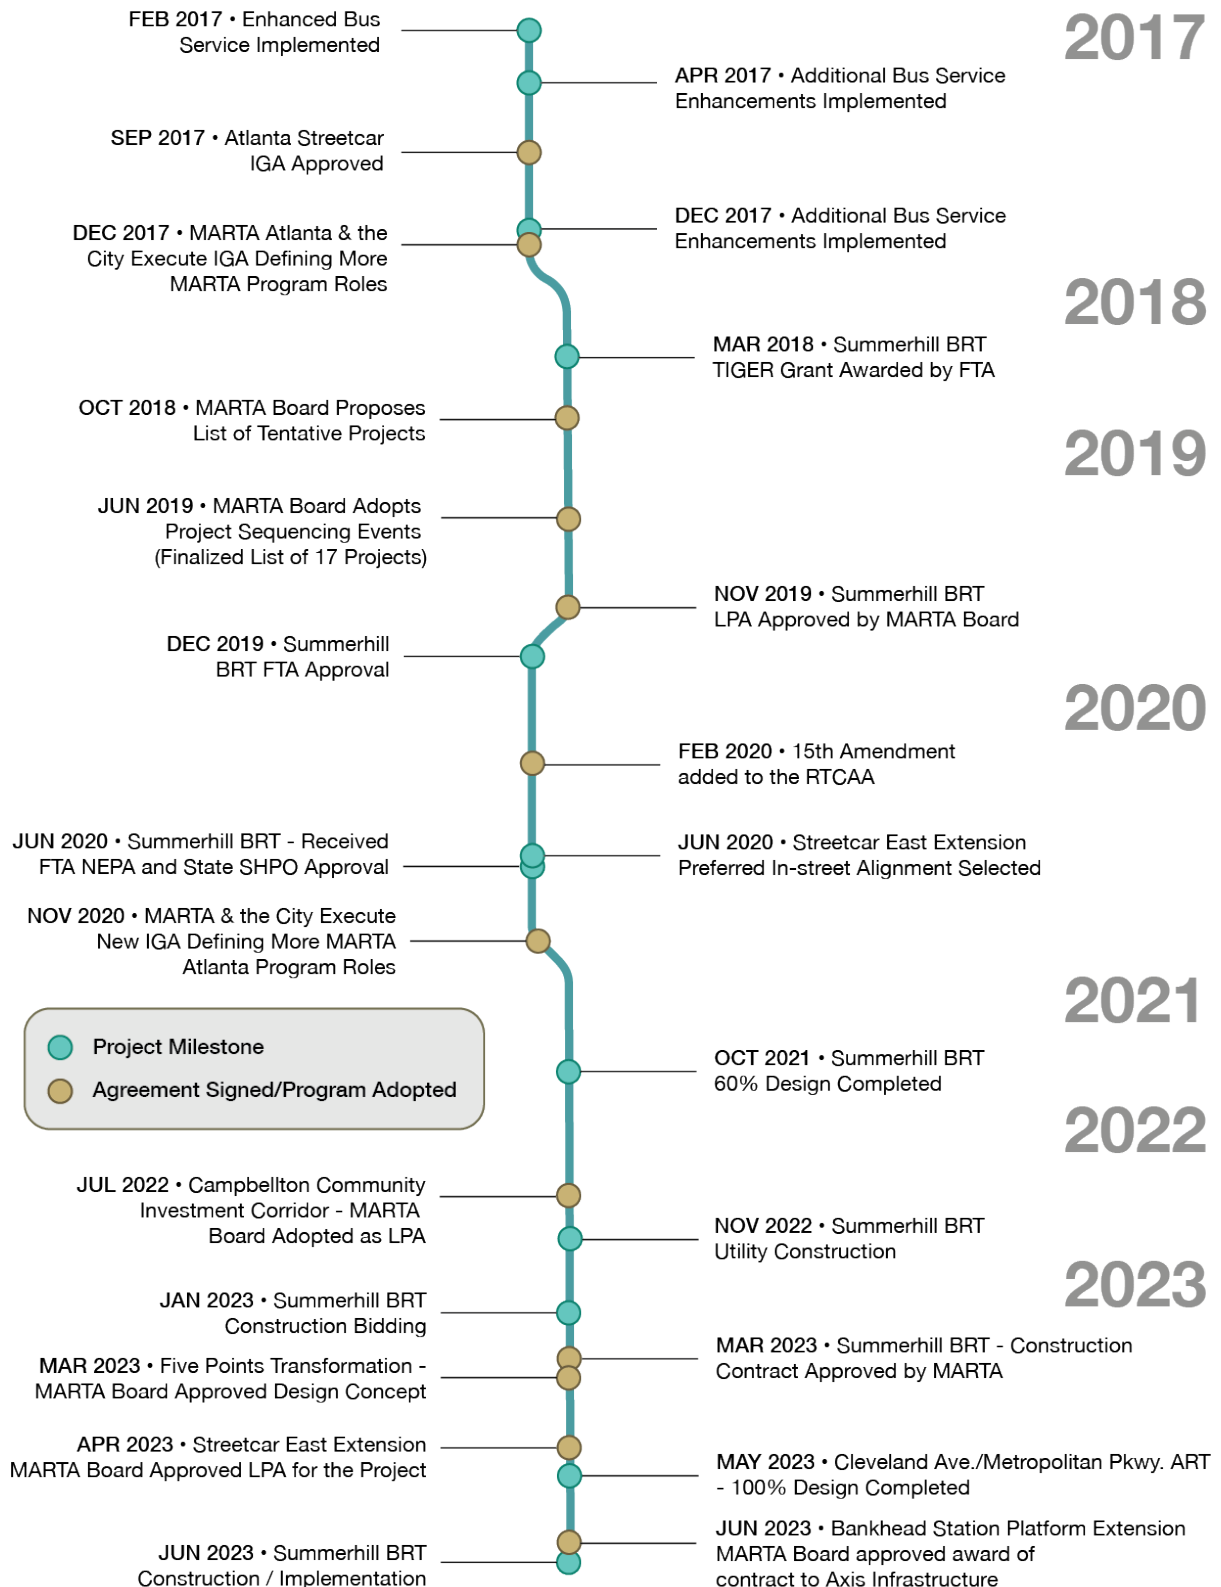 2017
FEB 2017 • Enhanced Bus
Service Implemented
APR 2017 • Additional Bus Service
Enhancements Implemented
SEP 2017 • Atlanta Streetcar
IGA Approved
DEC 2017 • Additional Bus Service
Enhancements Implemented
DEC 2017 • MARTA Atlanta & the
City Execute IGA Defining More
MARTA Program Roles
2018
MAR 2018 • Summerhill BRT
TIGER Grant Awarded by FTA
OCT 2018 • MARTA Board Proposes
List of Tentative Projects
2019
JUN 2019 • MARTA Board Adopts
Project Sequencing Events
(Finalized List of 17 Projects)
NOV 2019 • Summerhill BRT
LPA Approved by MARTA Board
DEC 2019 • Summerhill
BRT FTA Approval
2020
FEB 2020 • 15th Amendment
added to the RTCAA
JUN 2020 • Summerhill BRT - Received
FTA NEPA and State SHPO Approval
JUN 2020 • Streetcar East Extension
Preferred In-street Alignment Selected
NOV 2020 • MARTA & the City Execute
New IGA Defining More MARTA
Atlanta Program Roles
2021
Project Milestone
Agreement Signed/Program Adopted
OCT 2021 • Summerhill BRT
60% Design Completed
2022
JUL 2022 • Campbellton Community
Investment Corridor - MARTA
Board Adopted as LPA
NOV 2022 • Summerhill BRT
Utility Construction
2023
JAN 2023 • Summerhill BRT
Construction Bidding
MAR 2023 • Summerhill BRT - Construction
Contract Approved by MARTA
MAR 2023 • Five Points Transformation -
MARTA Board Approved Design Concept
APR 2023 • Streetcar East Extension
MARTA Board Approved LPA for the Project
MAY 2023 • Cleveland Ave./Metropolitan Pkwy. ART
- 100% Design Completed
JUN 2023 • Bankhead Station Platform Extension
MARTA Board approved award of
contract to Axis Infrastructure
JUN 2023 • Summerhill BRT
Construction / Implementation